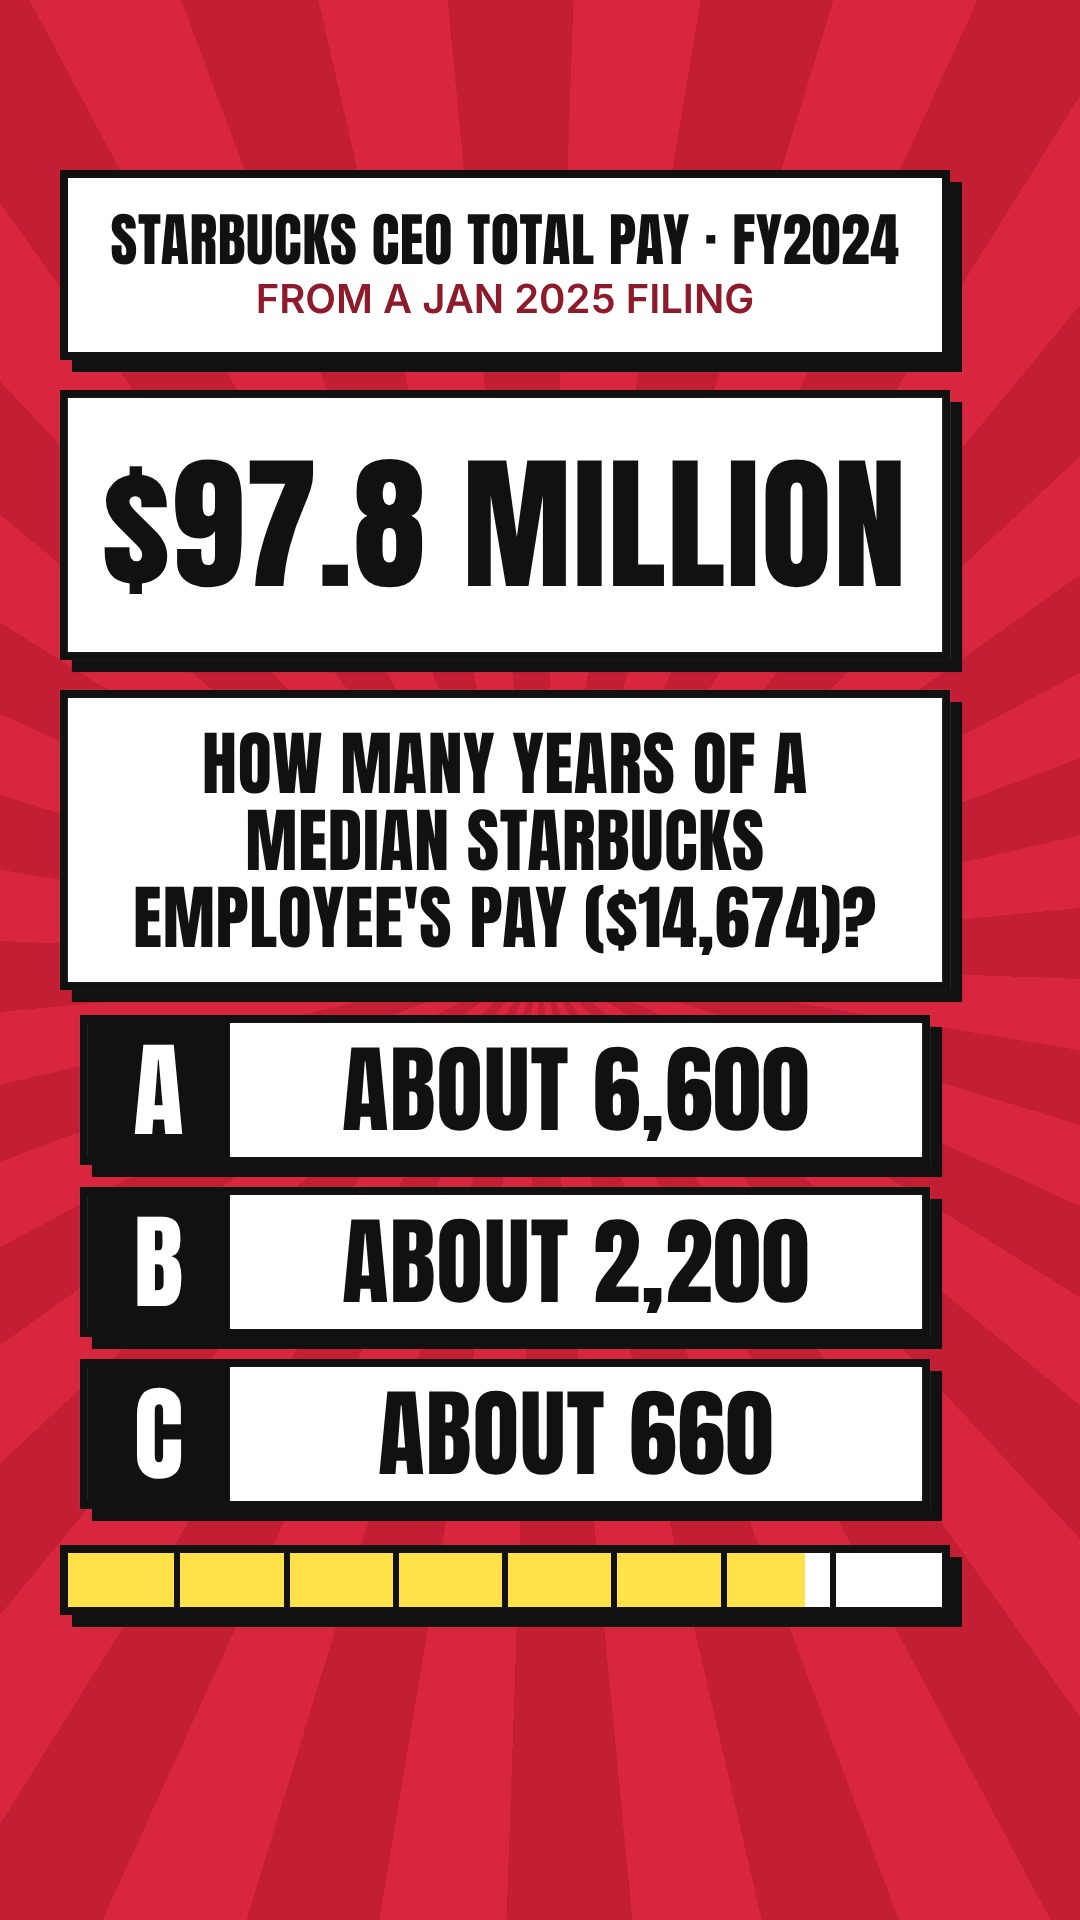 STARBUCKS CEO TOTAL PAY · FY2024
FROM A JAN 2025 FILING
$97.8 MILLION
HOW MANY YEARS OF A
MEDIAN STARBUCKS
EMPLOYEE'S PAY ($14,674)?
A ABOUT 6,600
B ABOUT 2,200
C ABOUT 660